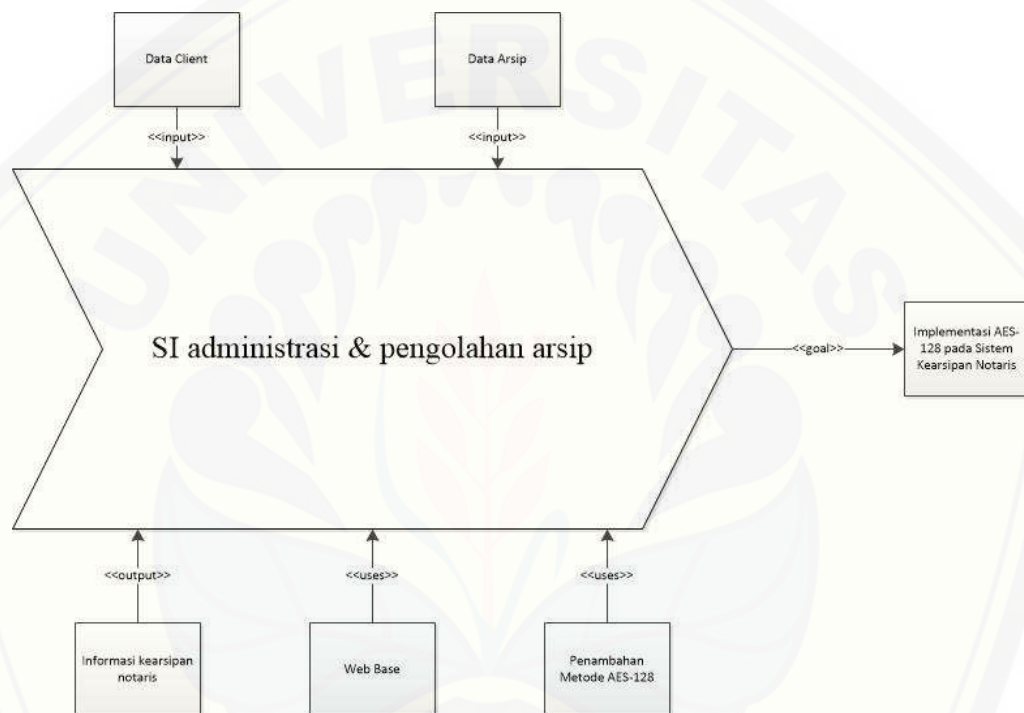 UNIVERSITAS
Data Client
Data Arsip
<<input>>
<<input>>
SI administrasi & pengolahan arsip
<<goal>>
Implementasi AES-
128 pada Sistem
Kearsipan Notaris
<<output>>
<<uses>>
<<uses>>
Informasi kearsipan
notaris
Web Base
Penambahan
Metode AES-128